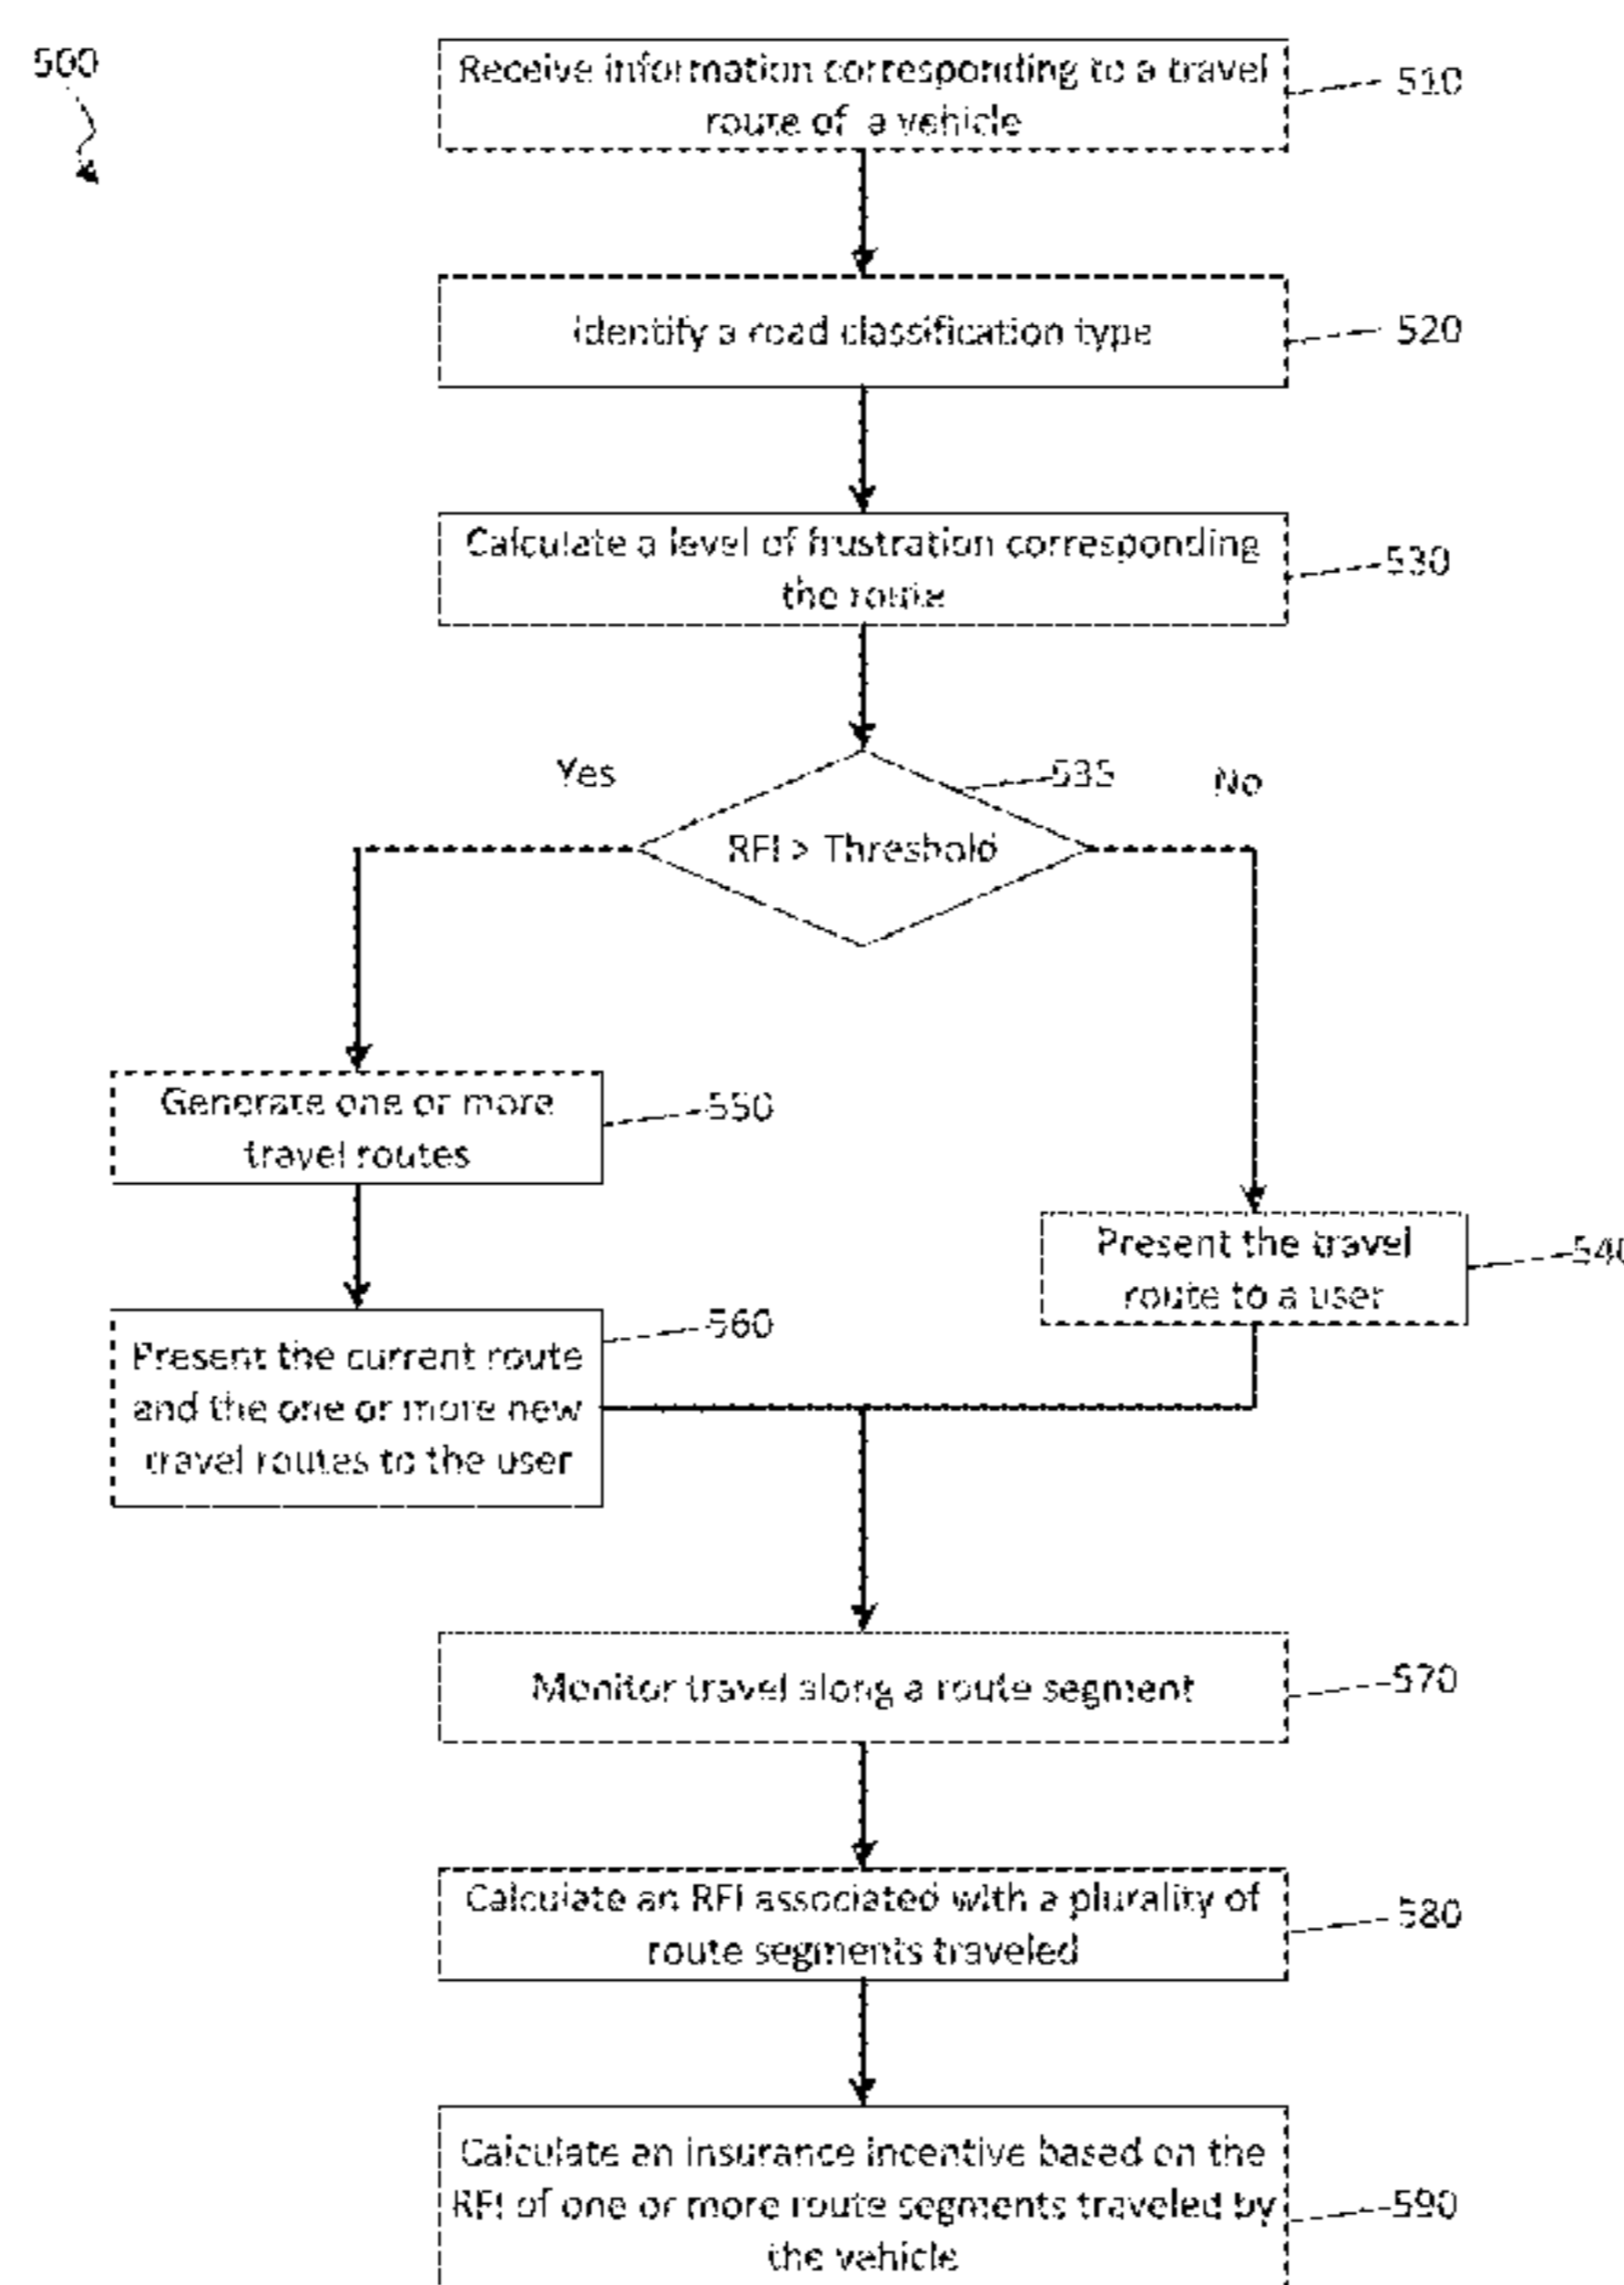 500
Receive information corresponding to a travel
route of a vehicle
510
Identify a road classification type
520
Calculate a level of frustration corresponding
the route
530
Yes
535
No
RFI > Threshold
Generate one or more
travel routes
550
Present the travel
route to a user
540
560
Present the current route
and the one or more new
travel routes to the user
Monitor travel along a route segment
570
Calculate an RFI associated with a plurality of
route segments traveled
580
Calculate an insurance incentive based on the
RFI of one or more route segments traveled by
the vehicle
590